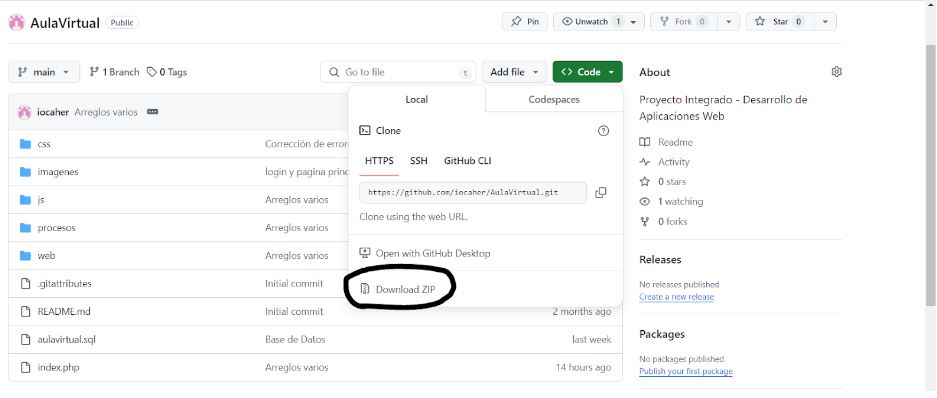 AulaVirtual Public
Pin
Unwatch 1
Fork 0
Star 0
main
1 Branch
0 Tags
Go to file t
Add file
Code
iocaher Arreglos varios
css Corrección de error
imagenes login y pagina princ
js Arreglos varios
procesos Arreglos varios
web Arreglos varios
.gitattributes Initial commit
README.md Initial commit 2 months ago
aulavirtual.sql Base de Datos last week
index.php Arreglos varios 14 hours ago
Local Codespaces
Clone
HTTPS SSH GitHub CLI
https://github.com/iocaher/AulaVirtual.git
Clone using the web URL.
Open with GitHub Desktop
Download ZIP
About
Proyecto Integrado - Desarrollo de
Aplicaciones Web
Readme
Activity
0 stars
1 watching
0 forks
Releases
No releases published
Create a new release
Packages
No packages published
Publish your first package